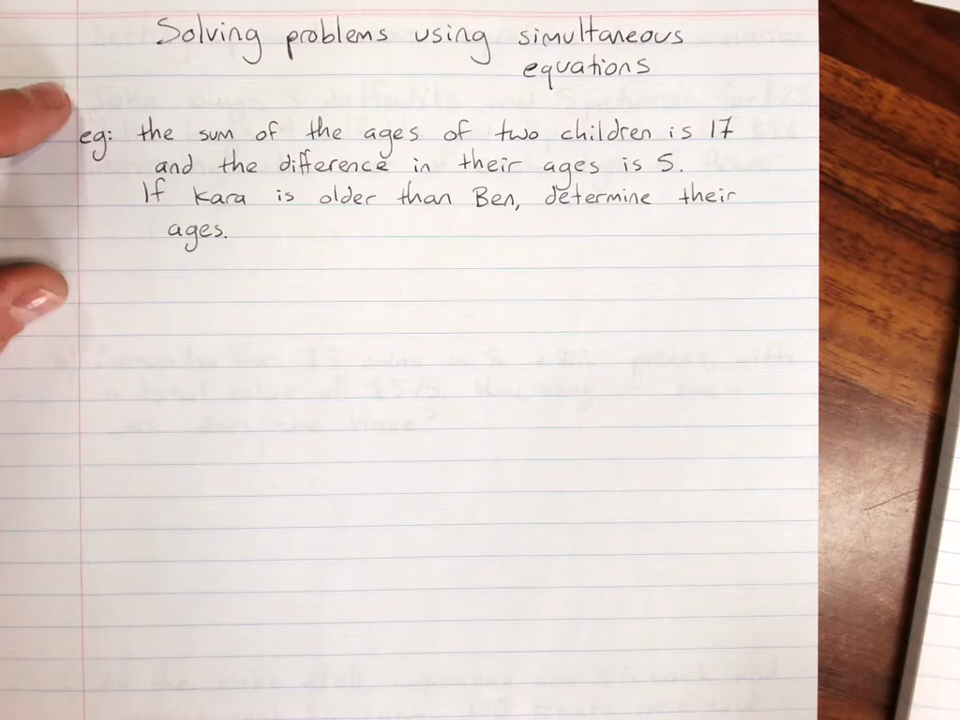 Solving problems using simultaneous
equations
eg: the sum of the ages of two children is 17
and the difference in their ages is 5.
If Kara is older than Ben, determine their
ages.